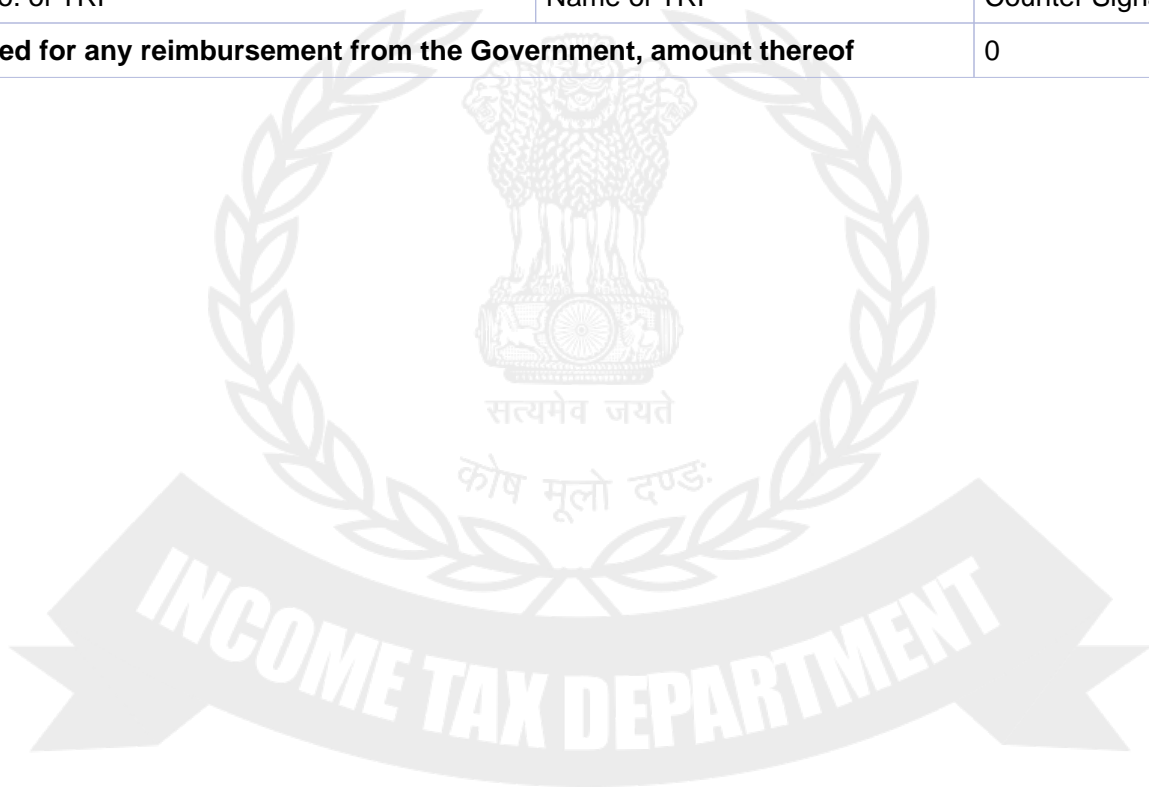 o. of TRP Name of TRP Counter Signa
ed for any reimbursement from the Government, amount thereof 0
सत्यमेव जयते
कोष मूलो दण्डः
INCOME TAX DEPARTMENT